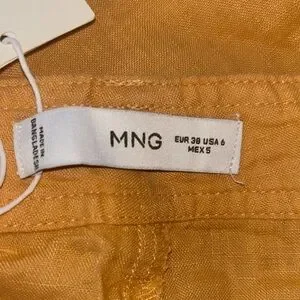 MADE IN
BANGLADESH
MNG
EUR 38 USA 6
MEX 5